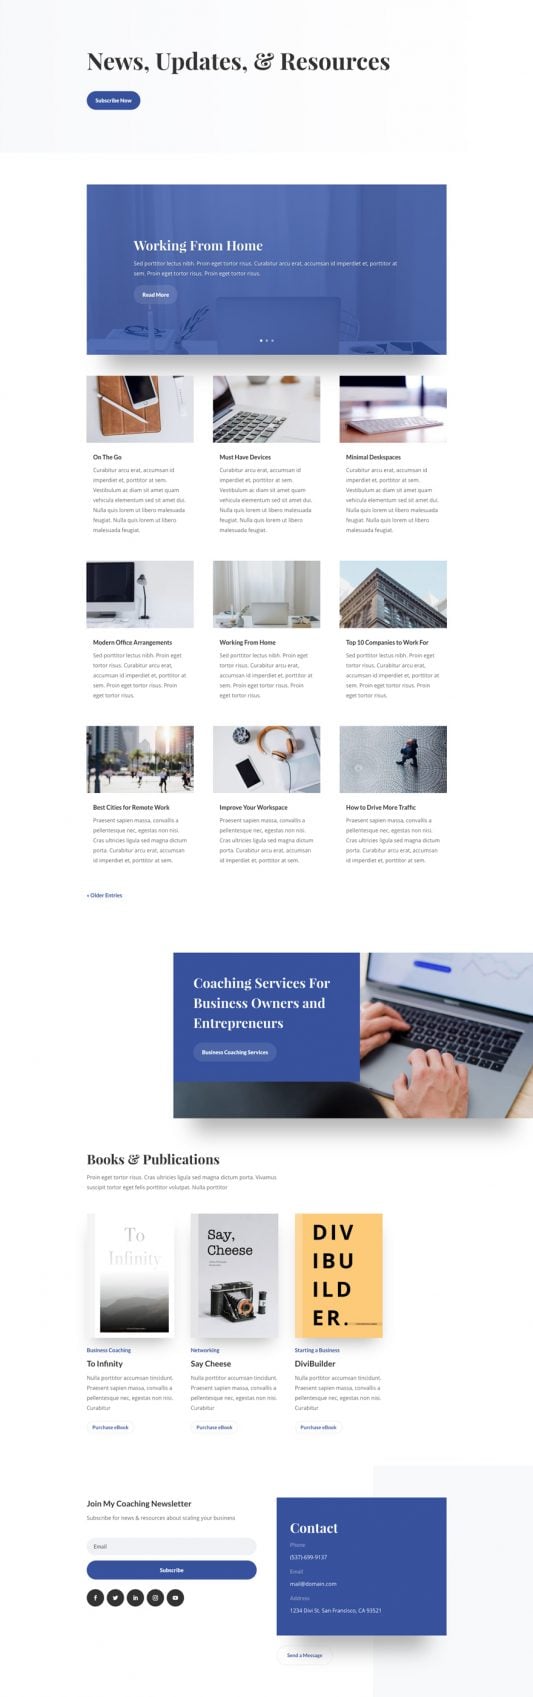 News, Updates, & Resources
Subscribe Now
Working From Home
Sed porttitor lectus nibh. Proin eget tortor risus. Curabitur arcu erat, accumsan id imperdiet et, porttitor at
sem. Proin eget tortor risus. Proin eget tortor risus.
Read More
On The Go
Curabitur arcu erat, accumsan id
imperdiet et, porttitor at sem.
Vestibulum ac diam sit amet quam
vehicula elementum sed sit amet dui.
Nulla quis lorem ut libero malesuada
feugiat. Nulla quis lorem ut libero
malesuada feugiat.
Must Have Devices
Curabitur arcu erat, accumsan id
imperdiet et, porttitor at sem.
Vestibulum ac diam sit amet quam
vehicula elementum sed sit amet dui.
Nulla quis lorem ut libero malesuada
feugiat. Nulla quis lorem ut libero
malesuada feugiat.
Minimal Deskspaces
Curabitur arcu erat, accumsan id
imperdiet et, porttitor at sem.
Vestibulum ac diam sit amet quam
vehicula elementum sed sit amet dui.
Nulla quis lorem ut libero malesuada
feugiat. Nulla quis lorem ut libero
malesuada feugiat.
Modern Office Arrangements
Sed porttitor lectus nibh. Proin eget
tortor risus. Curabitur arcu erat,
accumsan id imperdiet et, porttitor at
sem. Proin eget tortor risus. Proin
eget tortor risus.
Working From Home
Sed porttitor lectus nibh. Proin eget
tortor risus. Curabitur arcu erat,
accumsan id imperdiet et, porttitor at
sem. Proin eget tortor risus. Proin
eget tortor risus.
Top 10 Companies to Work For
Sed porttitor lectus nibh. Proin eget
tortor risus. Curabitur arcu erat,
accumsan id imperdiet et, porttitor at
sem. Proin eget tortor risus. Proin
eget tortor risus.
Best Cities for Remote Work
Praesent sapien massa, convallis a
pellentesque nec, egestas non nisi.
Cras ultricies ligula sed magna dictum
porta. Curabitur arcu erat, accumsan
id imperdiet et, porttitor at sem.
Improve Your Workspace
Praesent sapien massa, convallis a
pellentesque nec, egestas non nisi.
Cras ultricies ligula sed magna dictum
porta. Curabitur arcu erat, accumsan
id imperdiet et, porttitor at sem.
How to Drive More Traffic
Praesent sapien massa, convallis a
pellentesque nec, egestas non nisi.
Cras ultricies ligula sed magna dictum
porta. Curabitur arcu erat, accumsan
id imperdiet et, porttitor at sem.
« Older Entries
Coaching Services For
Business Owners and
Entrepreneurs
Business Coaching Services
Books & Publications
Proin eget tortor risus. Cras ultricies ligula sed magna dictum porta. Vivamus
suscipit tortor eget felis porttitor volutpat. Nulla porttitor
To
Infinity
Business Coaching
To Infinity
Nulla porttitor accumsan tincidunt.
Praesent sapien massa, convallis a
pellentesque nec, egestas non nisi.
Curabitur
Purchase eBook
Say,
Cheese
Networking
Say Cheese
Nulla porttitor accumsan tincidunt.
Praesent sapien massa, convallis a
pellentesque nec, egestas non nisi.
Curabitur
Purchase eBook
DIV
IBU
ILD
ER.
Starting a Business
DiviBuilder
Nulla porttitor accumsan tincidunt.
Praesent sapien massa, convallis a
pellentesque nec, egestas non nisi.
Curabitur
Purchase eBook
Join My Coaching Newsletter
Subscribe for news & resources about scaling your business
Email
Subscribe
Contact
Phone
(537)-699-9137
Email
mail@domain.com
Address
1234 Divi St. San Francisco, CA 93521
Send a Message